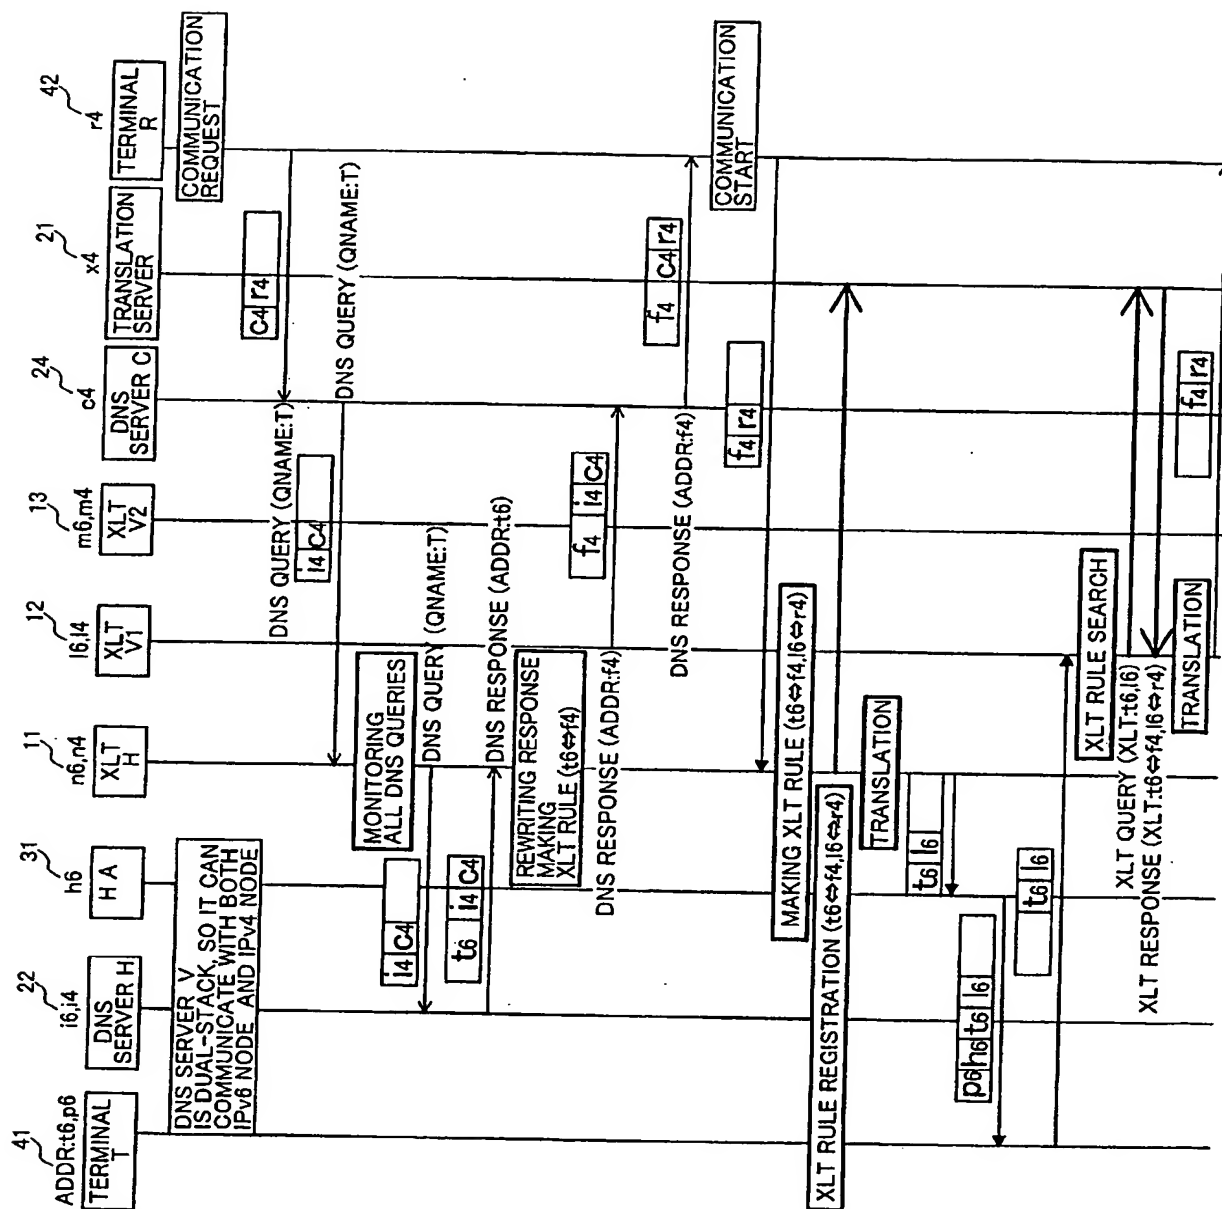 41
ADDR:t6,p6
TERMINAL
T
22
i6,i4
DNS
SERVER H
31
h6
H A
11
n6,n4
XLT
H
12
l6,l4
XLT
V1
13
m6,m4
XLT
V2
24
c4
DNS
SERVER C
21
x4
TRANSLATION
SERVER
42
r4
TERMINAL
R
DNS SERVER V
IS DUAL-STACK, SO IT CAN
COMMUNICATE WITH BOTH
IPv6 NODE AND IPv4 NODE
COMMUNICATION
REQUEST
C4 r4
DNS QUERY (QNAME:T)
i4 C4
DNS QUERY (QNAME:T)
MONITORING
ALL DNS QUERIES
i4 C4
DNS QUERY (QNAME:T)
t6 i4 C4
DNS RESPONSE (ADDR:t6)
REWRITING RESPONSE
MAKING
XLT RULE (t6⇔f4)
f4 i4 C4
DNS RESPONSE (ADDR:f4)
f4 C4 r4
DNS RESPONSE (ADDR:f4)
COMMUNICATION
START
f4 r4
MAKING XLT RULE (t6⇔f4,l6⇔r4)
XLT RULE REGISTRATION (t6⇔f4,l6⇔r4)
TRANSLATION
t6 l6
p6 h6 t6 l6
t6 l6
XLT RULE SEARCH
XLT QUERY (XLT:t6,l6)
XLT RESPONSE (XLT:t6⇔f4,l6⇔r4)
TRANSLATION
f4 r4